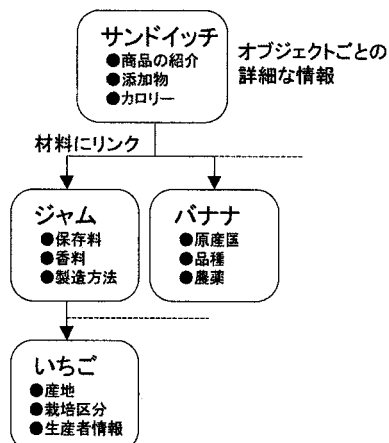 サンドイッチ
●商品の紹介
●添加物
●カロリー
オブジェクトごとの
詳細な情報
材料にリンク
ジャム
●保存料
●香料
●製造方法
バナナ
●原産国
●品種
●農薬
いちご
●産地
●栽培区分
●生産者情報